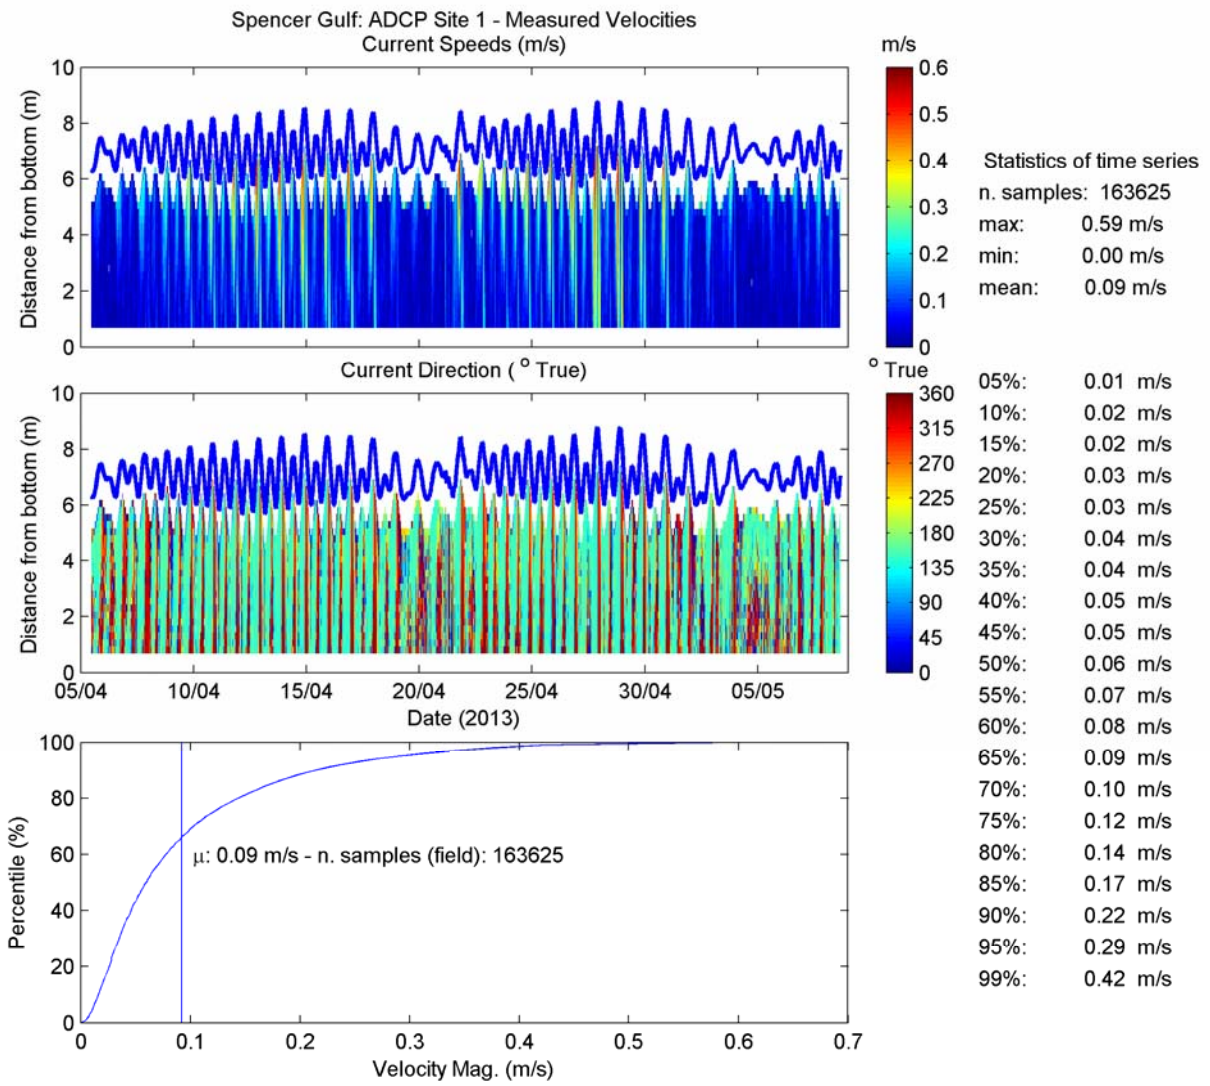 Spencer Gulf: ADCP Site 1 - Measured Velocities
Current Speeds (m/s)
m/s
Distance from bottom (m)
10
8
6
4
2
0
0.6
0.5
0.4
0.3
0.2
0.1
0
Statistics of time series
n. samples: 163625
max: 0.59 m/s
min: 0.00 m/s
mean: 0.09 m/s
Current Direction ( o True)
o True
Distance from bottom (m)
10
8
6
4
2
0
05/04 10/04 15/04 20/04 25/04 30/04 05/05
Date (2013)
360
315
270
225
180
135
90
45
0
05%: 0.01 m/s
10%: 0.02 m/s
15%: 0.02 m/s
20%: 0.03 m/s
25%: 0.03 m/s
30%: 0.04 m/s
35%: 0.04 m/s
40%: 0.05 m/s
45%: 0.05 m/s
50%: 0.06 m/s
55%: 0.07 m/s
60%: 0.08 m/s
65%: 0.09 m/s
70%: 0.10 m/s
75%: 0.12 m/s
80%: 0.14 m/s
85%: 0.17 m/s
90%: 0.22 m/s
95%: 0.29 m/s
99%: 0.42 m/s
Percentile (%)
100
80
60
40
20
0
μ: 0.09 m/s - n. samples (field): 163625
0 0.1 0.2 0.3 0.4 0.5 0.6 0.7
Velocity Mag. (m/s)